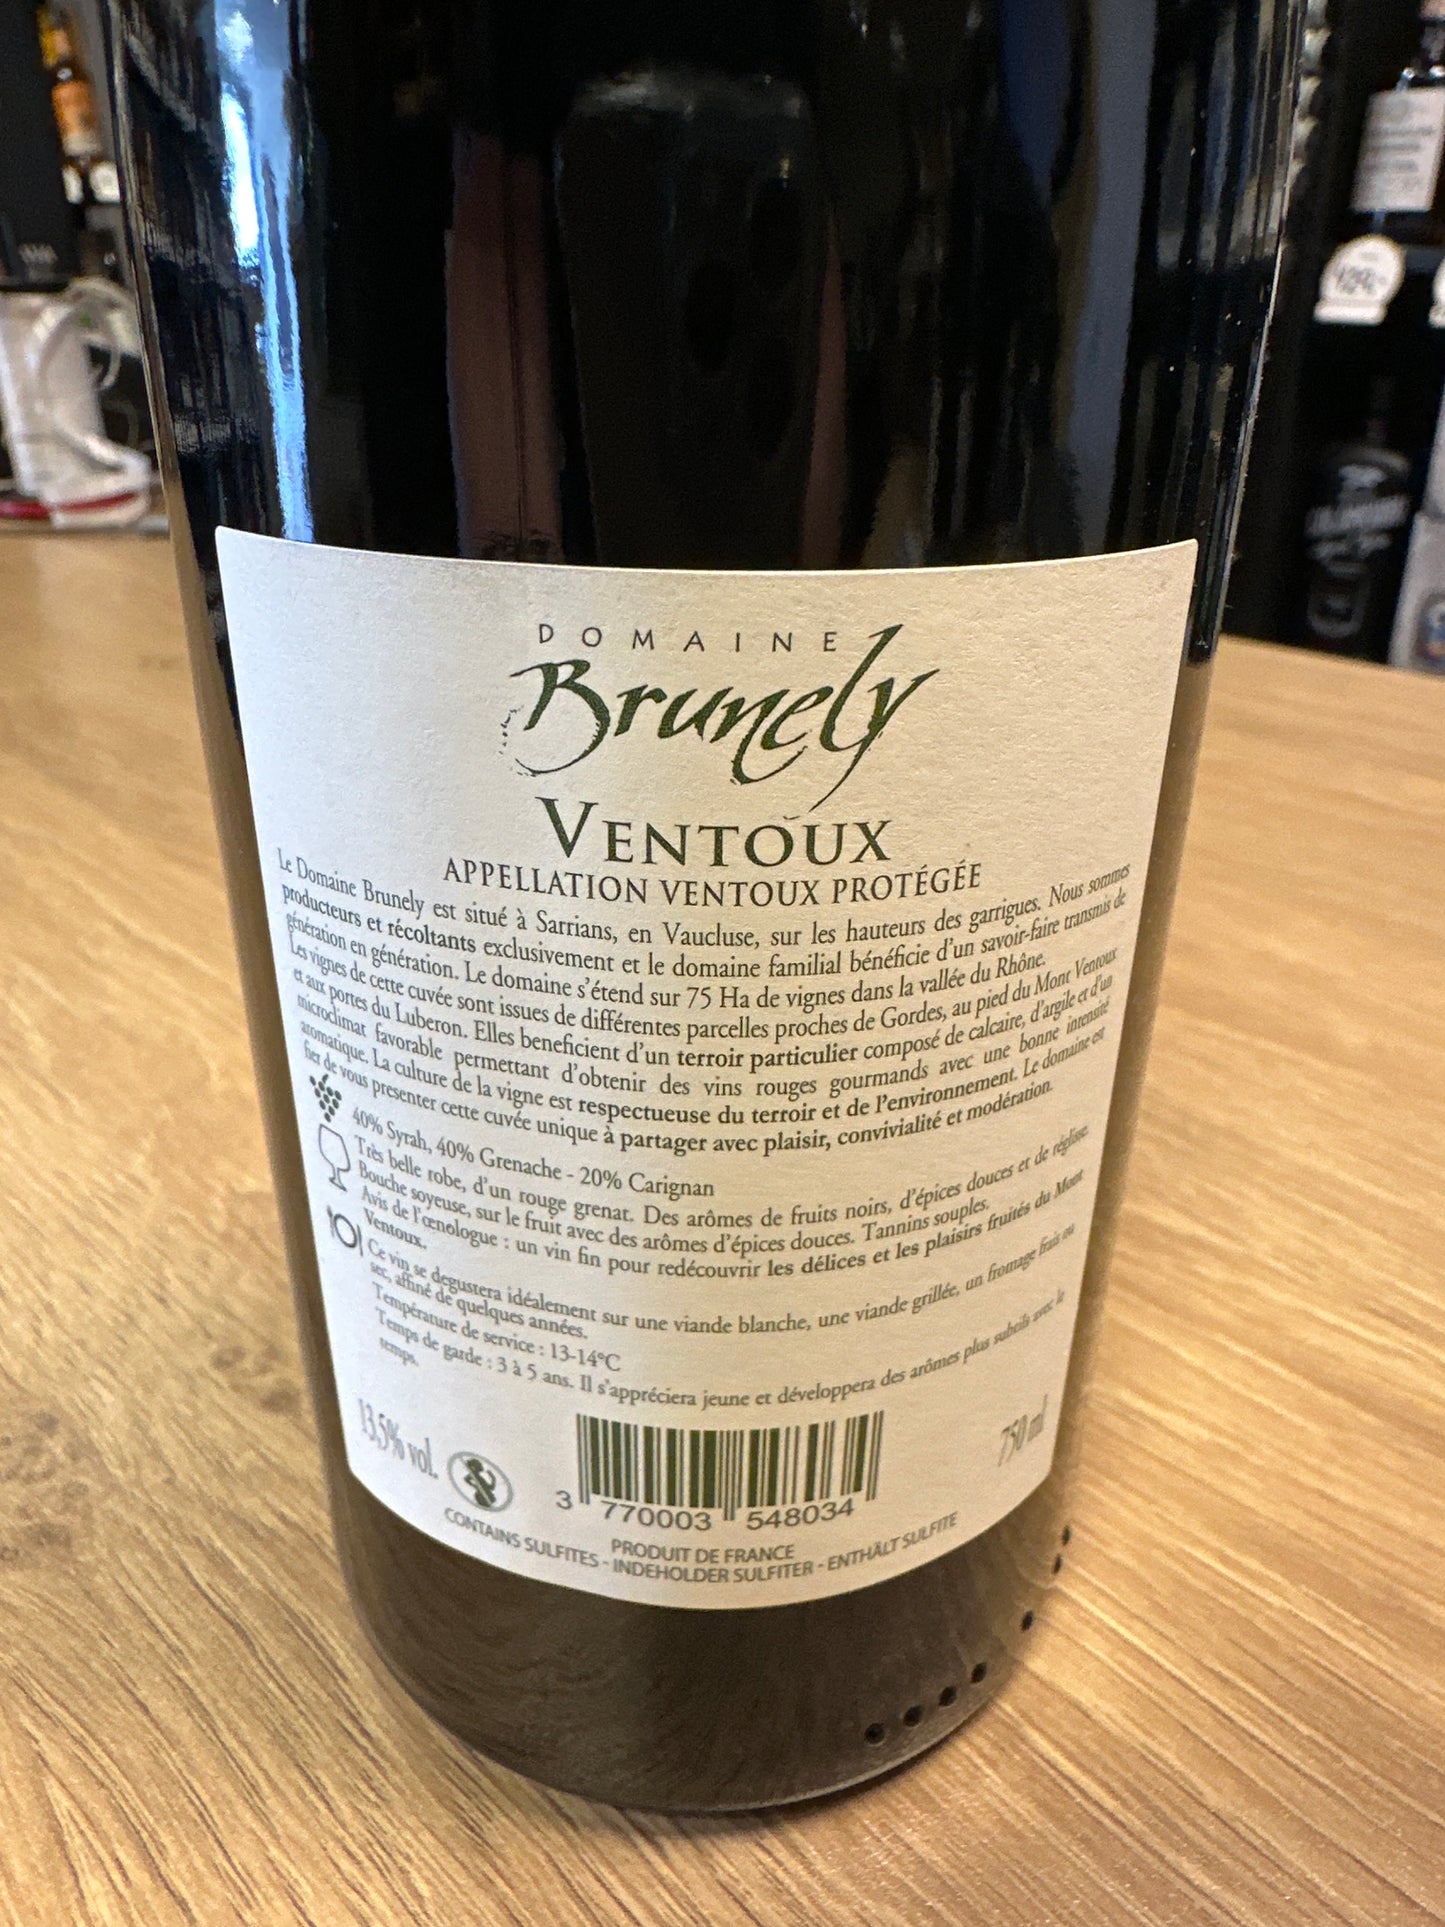 DOMAINE
Brunely
VENTOUX
APPELLATION VENTOUX PROTÉGÉE
Le Domaine Brunely est situé à Sarrians, en Vaucluse, sur les hauteurs des garrigues. Nous sommes
producteurs et récoltants exclusivement et le domaine familial bénéficie d'un savoir-faire transmis de
génération en génération. Le domaine s'étend sur 75 Ha de vignes dans la vallée du Rhône.
Les vignes de cette cuvée sont issues de différentes parcelles proches de Gordes, au pied du Mont Ventoux
et aux portes du Luberon. Elles beneficient d'un terroir particulier composé de calcaire, d'argile et d'un
microclimat favorable permettant d'obtenir des vins rouges gourmands avec une bonne intensité
aromatique. La culture de la vigne est respectueuse du terroir et de l'environnement. Le domaine est
fier de vous presenter cette cuvée unique à partager avec plaisir, convivialité et modération.
40% Syrah, 40% Grenache - 20% Carignan
Très belle robe, d'un rouge grenat. Des arômes de fruits noirs, d'épices douces et de réglisse.
Bouche soyeuse, sur le fruit avec des arômes d'épices douces. Tannins souples.
Avis de l'œnologue : un vin fin pour redécouvrir les délices et les plaisirs fruités du Mont
Ventoux.
Ce vin se degustera idéalement sur une viande blanche, une viande grillée, un fromage frais ou
sec, affiné de quelques années.
Température de service : 13-14°C
Temps de garde : 3 à 5 ans. Il s'appréciera jeune et développera des arômes plus subtils avec le
temps.
13,5% vol.
750 ml
3 770003 548034
PRODUIT DE FRANCE
CONTAINS SULFITES - INDEHOLDER SULFITER - ENTHÄLT SULFITE